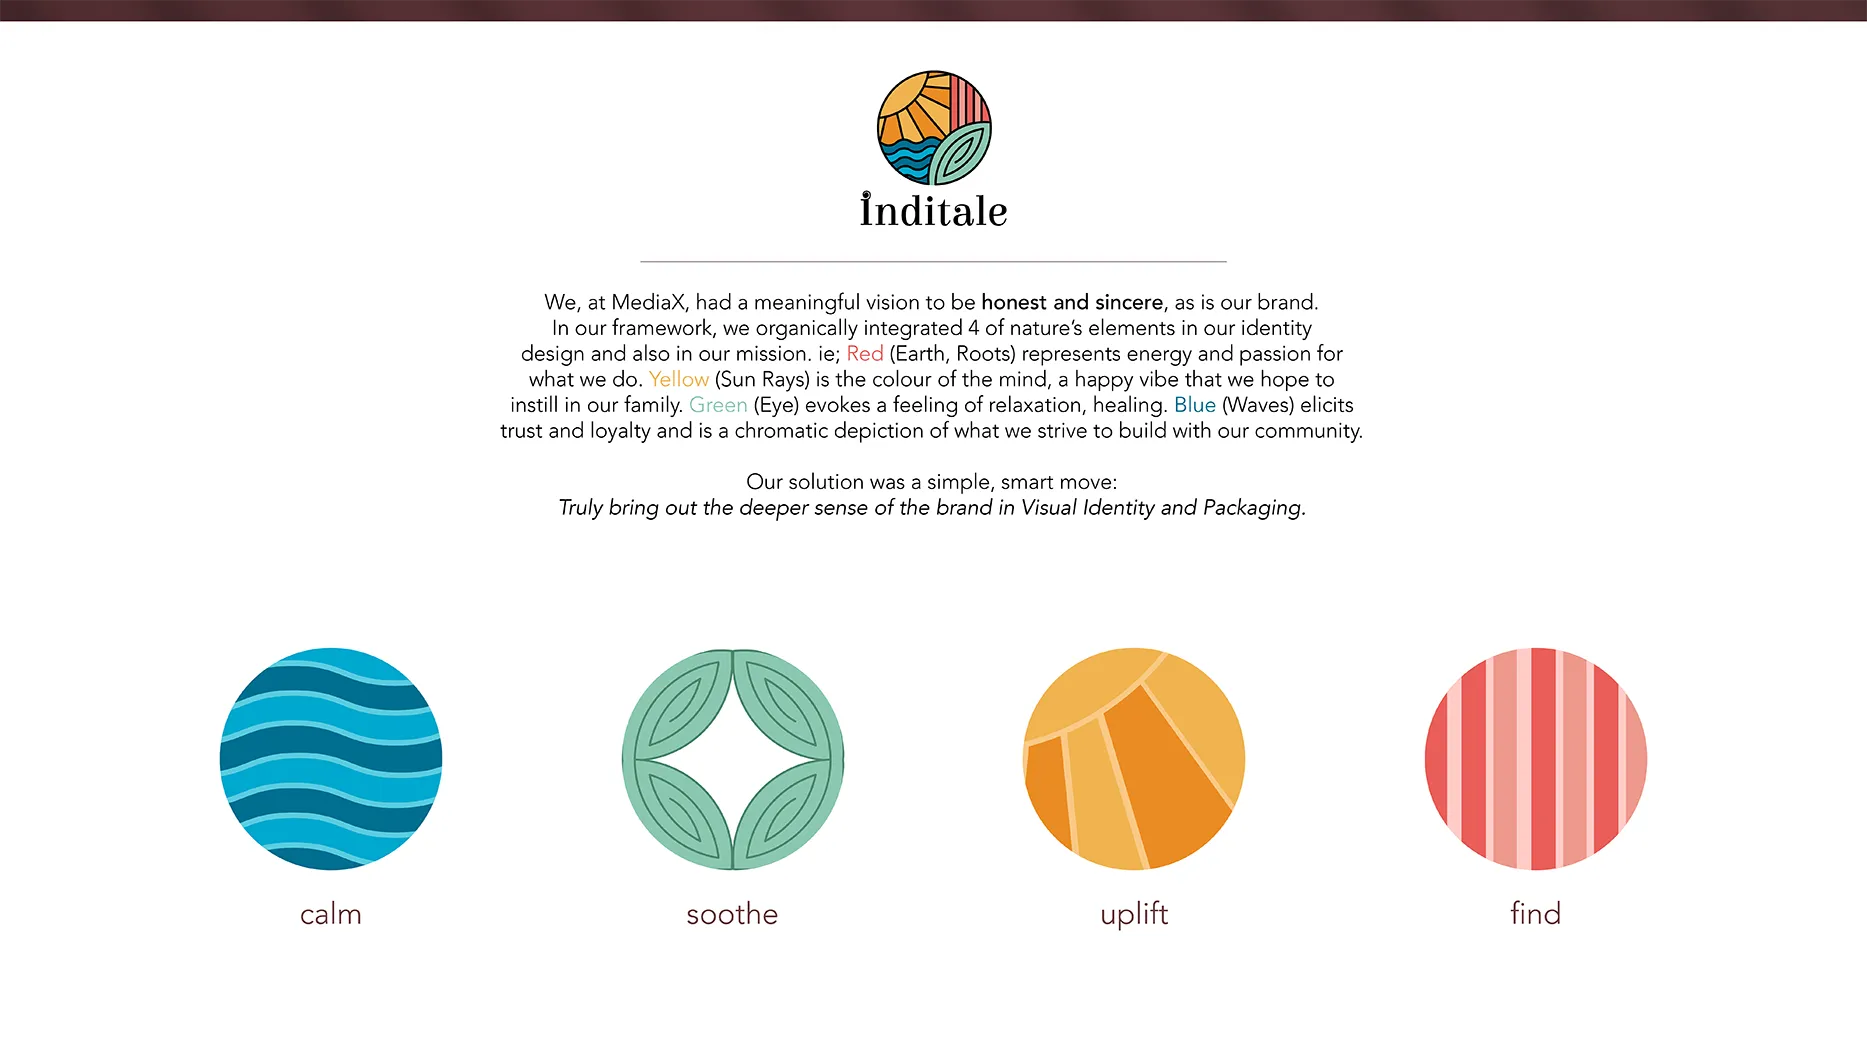 Inditale
We, at MediaX, had a meaningful vision to be honest and sincere, as is our brand.
In our framework, we organically integrated 4 of nature's elements in our identity
design and also in our mission. ie; Red (Earth, Roots) represents energy and passion for
what we do. Yellow (Sun Rays) is the colour of the mind, a happy vibe that we hope to
instill in our family. Green (Eye) evokes a feeling of relaxation, healing. Blue (Waves) elicits
trust and loyalty and is a chromatic depiction of what we strive to build with our community.
Our solution was a simple, smart move:
Truly bring out the deeper sense of the brand in Visual Identity and Packaging.
calm
soothe
uplift
find